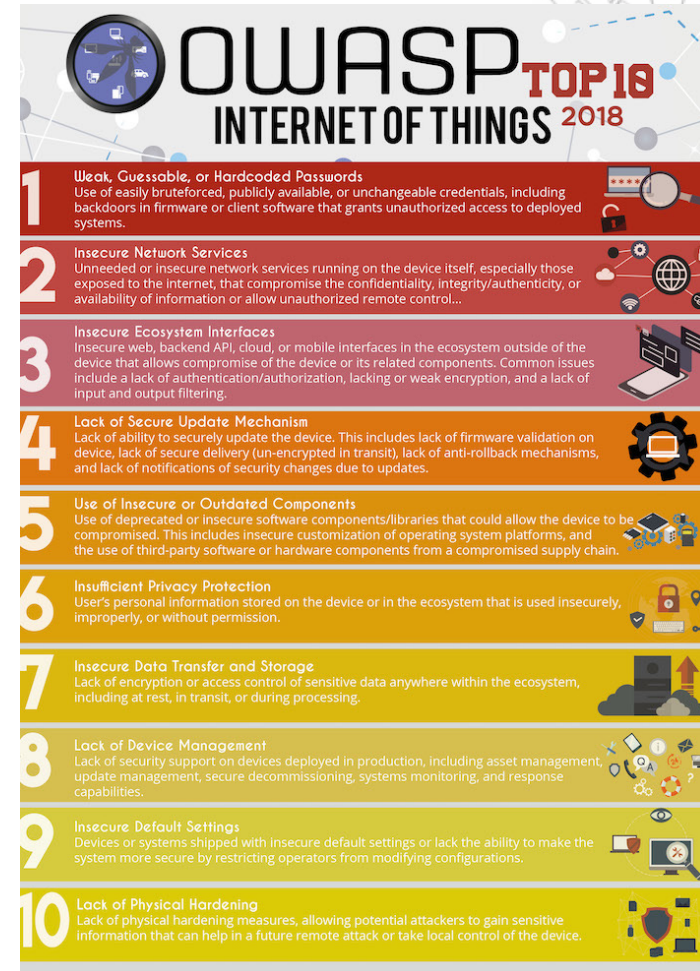 OWASP TOP 10
INTERNET OF THINGS 2018
1
Weak, Guessable, or Hardcoded Passwords
Use of easily bruteforced, publicly available, or unchangeable credentials, including
backdoors in firmware or client software that grants unauthorized access to deployed
systems.
****
2
Insecure Network Services
Unneeded or insecure network services running on the device itself, especially those
exposed to the internet, that compromise the confidentiality, integrity/authenticity, or
availability of information or allow unauthorized remote control...
3
Insecure Ecosystem Interfaces
Insecure web, backend API, cloud, or mobile interfaces in the ecosystem outside of the
device that allows compromise of the device or its related components. Common issues
include a lack of authentication/authorization, lacking or weak encryption, and a lack of
input and output filtering.
4
Lack of Secure Update Mechanism
Lack of ability to securely update the device. This includes lack of firmware validation on
device, lack of secure delivery (un-encrypted in transit), lack of anti-rollback mechanisms,
and lack of notifications of security changes due to updates.
5
Use of Insecure or Outdated Components
Use of deprecated or insecure software components/libraries that could allow the device to be
compromised. This includes insecure customization of operating system platforms, and
the use of third-party software or hardware components from a compromised supply chain.
6
Insufficient Privacy Protection
User's personal information stored on the device or in the ecosystem that is used insecurely,
improperly, or without permission.
7
Insecure Data Transfer and Storage
Lack of encryption or access control of sensitive data anywhere within the ecosystem,
including at rest, in transit, or during processing.
8
Lack of Device Management
Lack of security support on devices deployed in production, including asset management,
update management, secure decommissioning, systems monitoring, and response
capabilities.
i
Q A
?
9
Insecure Default Settings
Devices or systems shipped with insecure default settings or lack the ability to make the
system more secure by restricting operators from modifying configurations.
10
Lack of Physical Hardening
Lack of physical hardening measures, allowing potential attackers to gain sensitive
information that can help in a future remote attack or take local control of the device.